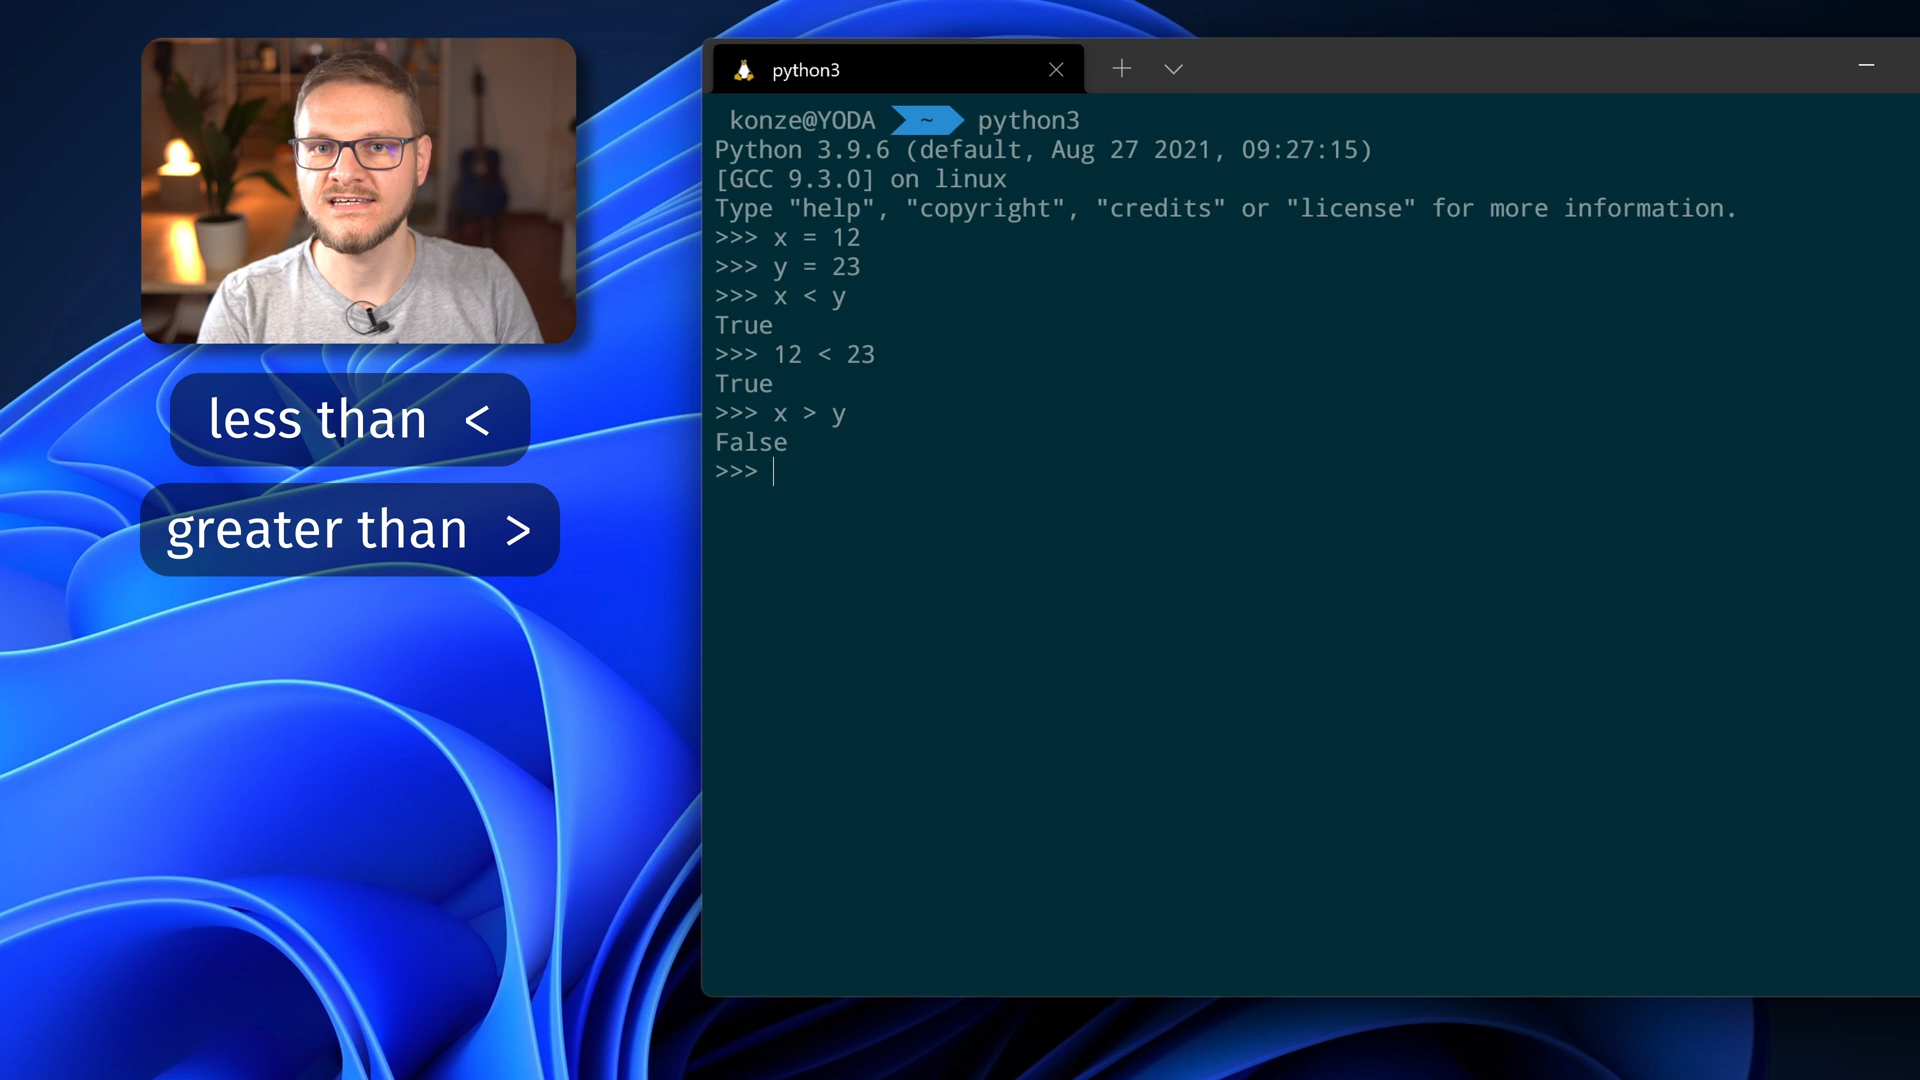 less than <
greater than >
python3
konze@YODA ~ python3
Python 3.9.6 (default, Aug 27 2021, 09:27:15)
[GCC 9.3.0] on linux
Type "help", "copyright", "credits" or "license" for more information.
>>> x = 12
>>> y = 23
>>> x < y
True
>>> 12 < 23
True
>>> x > y
False
>>>